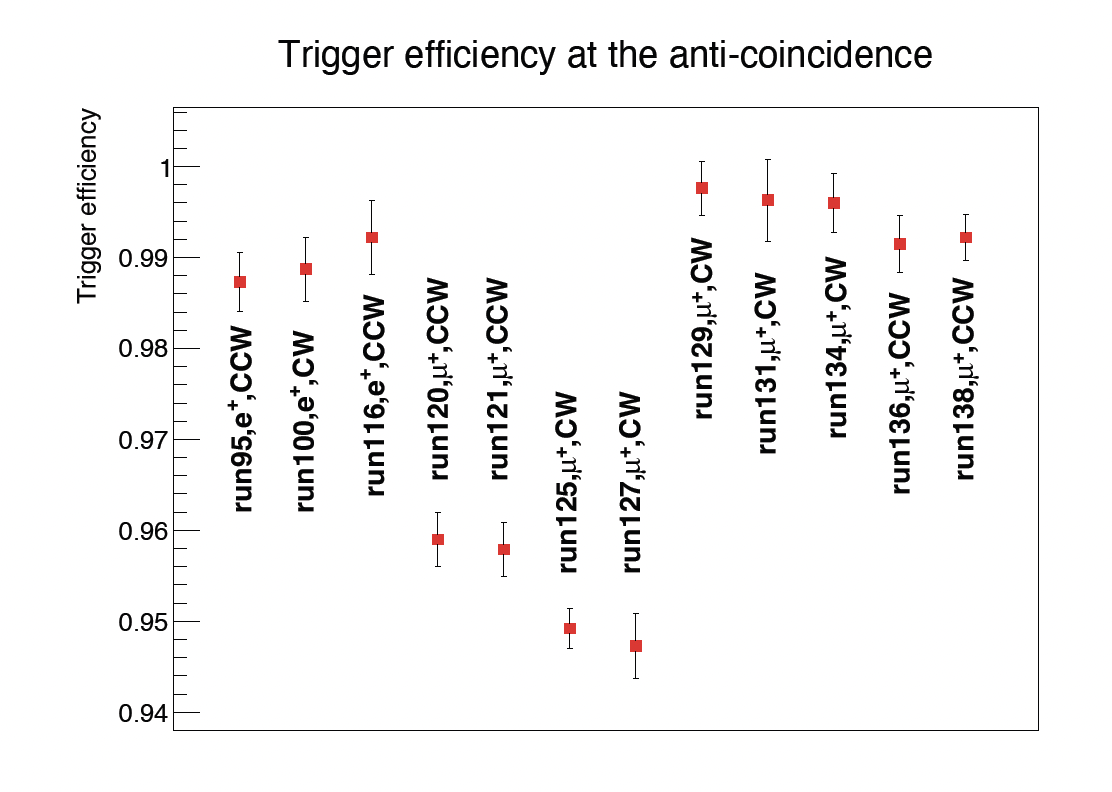 Trigger efficiency at the anti-coincidence
Trigger efficiency
1
0.99
0.98
0.97
0.96
0.95
0.94
run95,e⁺,CCW
run100,e⁺,CW
run116,e⁺,CCW
run120,μ⁺,CCW
run121,μ⁺,CCW
run125,μ⁺,CW
run127,μ⁺,CW
run129,μ⁺,CW
run131,μ⁺,CW
run134,μ⁺,CW
run136,μ⁺,CCW
run138,μ⁺,CCW